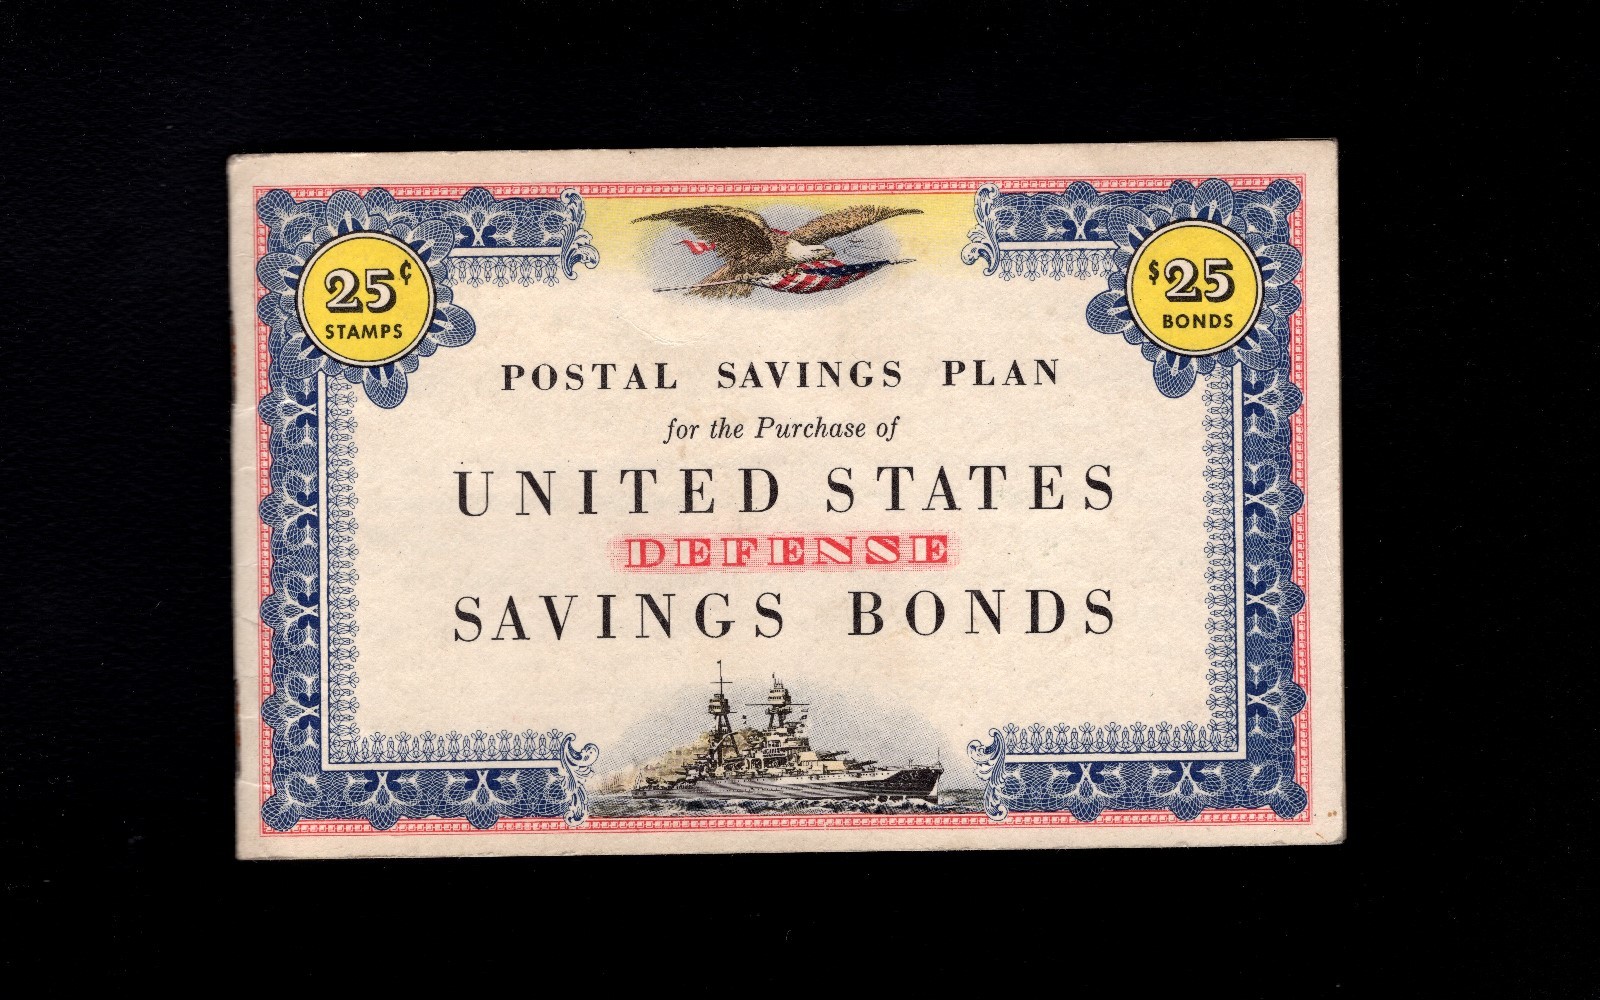 25¢
STAMPS
$25
BONDS
POSTAL SAVINGS PLAN
for the Purchase of
UNITED STATES
DEFENSE
SAVINGS BONDS